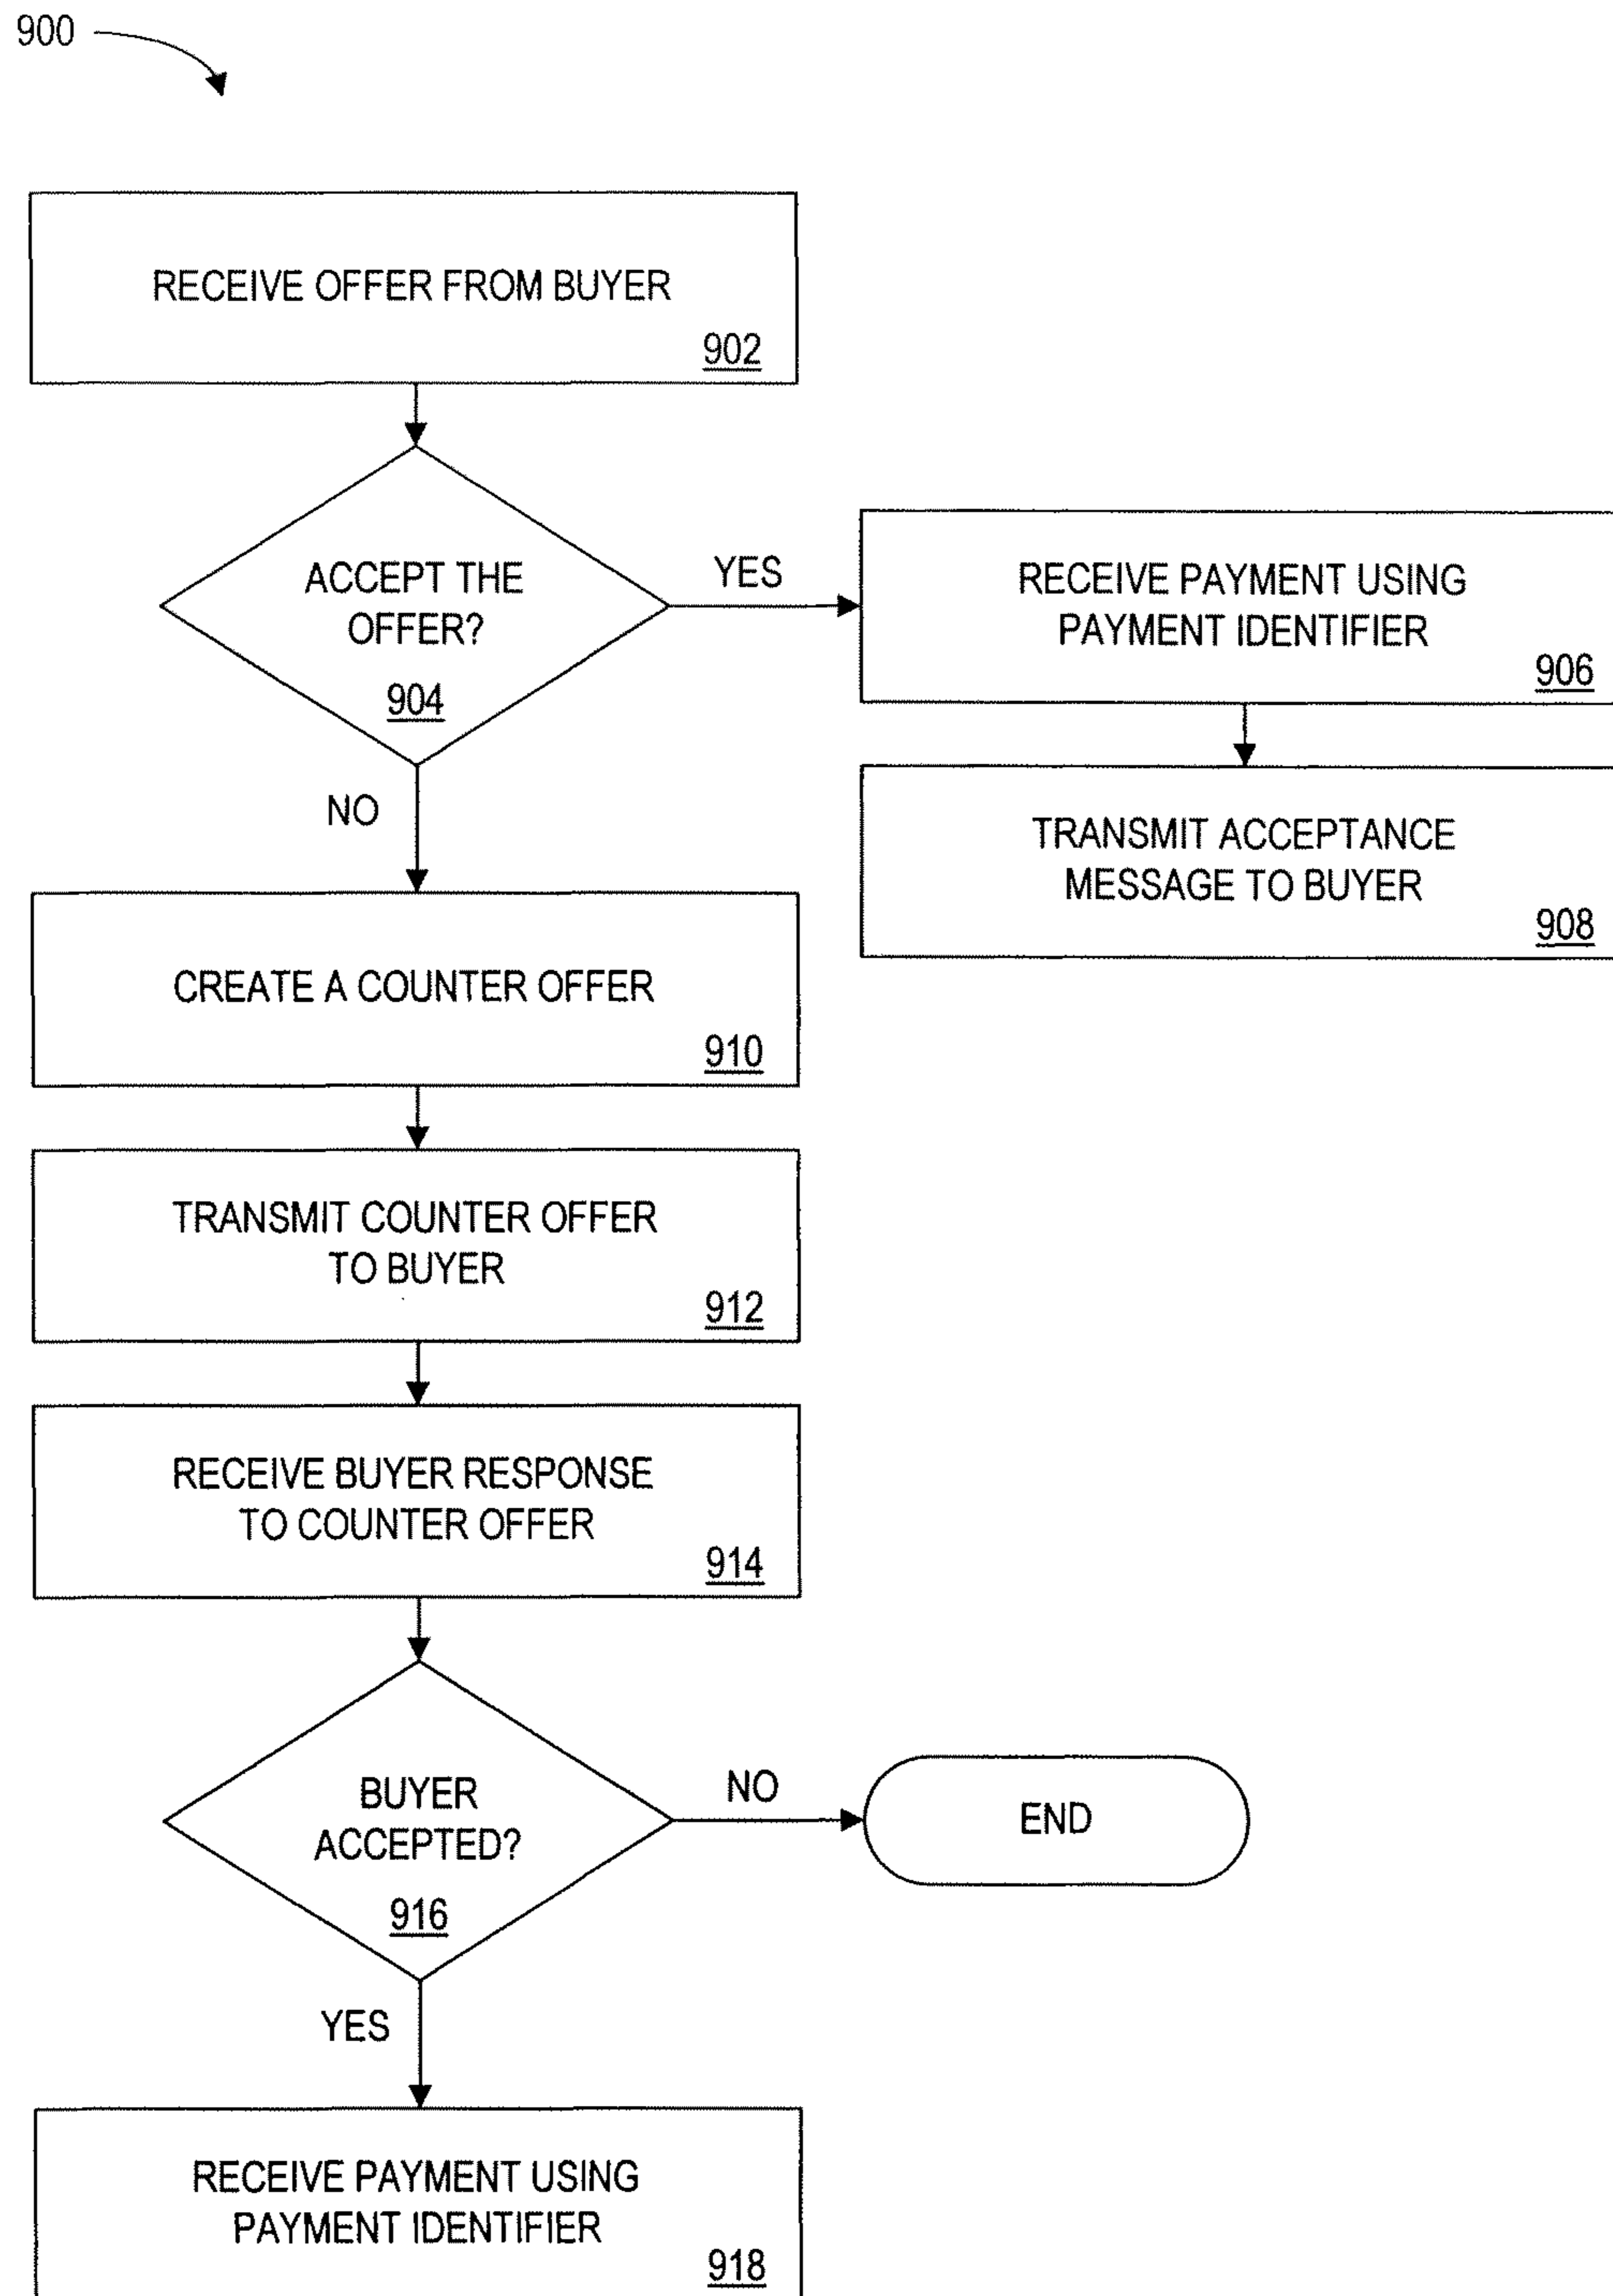 900
RECEIVE OFFER FROM BUYER
902
ACCEPT THE
OFFER?
904
YES
RECEIVE PAYMENT USING
PAYMENT IDENTIFIER
906
TRANSMIT ACCEPTANCE
MESSAGE TO BUYER
908
NO
CREATE A COUNTER OFFER
910
TRANSMIT COUNTER OFFER
TO BUYER
912
RECEIVE BUYER RESPONSE
TO COUNTER OFFER
914
BUYER
ACCEPTED?
916
NO
END
YES
RECEIVE PAYMENT USING
PAYMENT IDENTIFIER
918